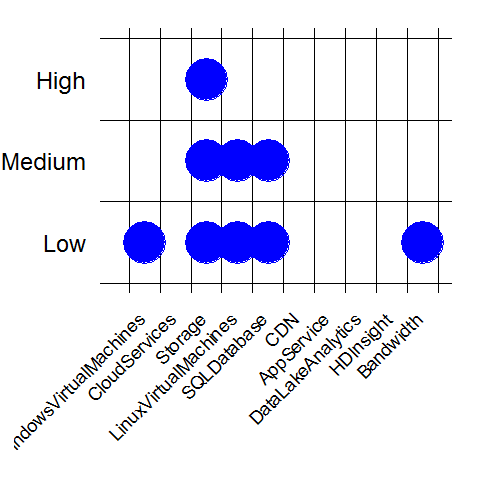 High
Medium
Low
ndowsVirtualMachines
CloudServices
Storage
LinuxVirtualMachines
SQLDatabase
CDN
AppService
DataLakeAnalytics
HDInsight
Bandwidth